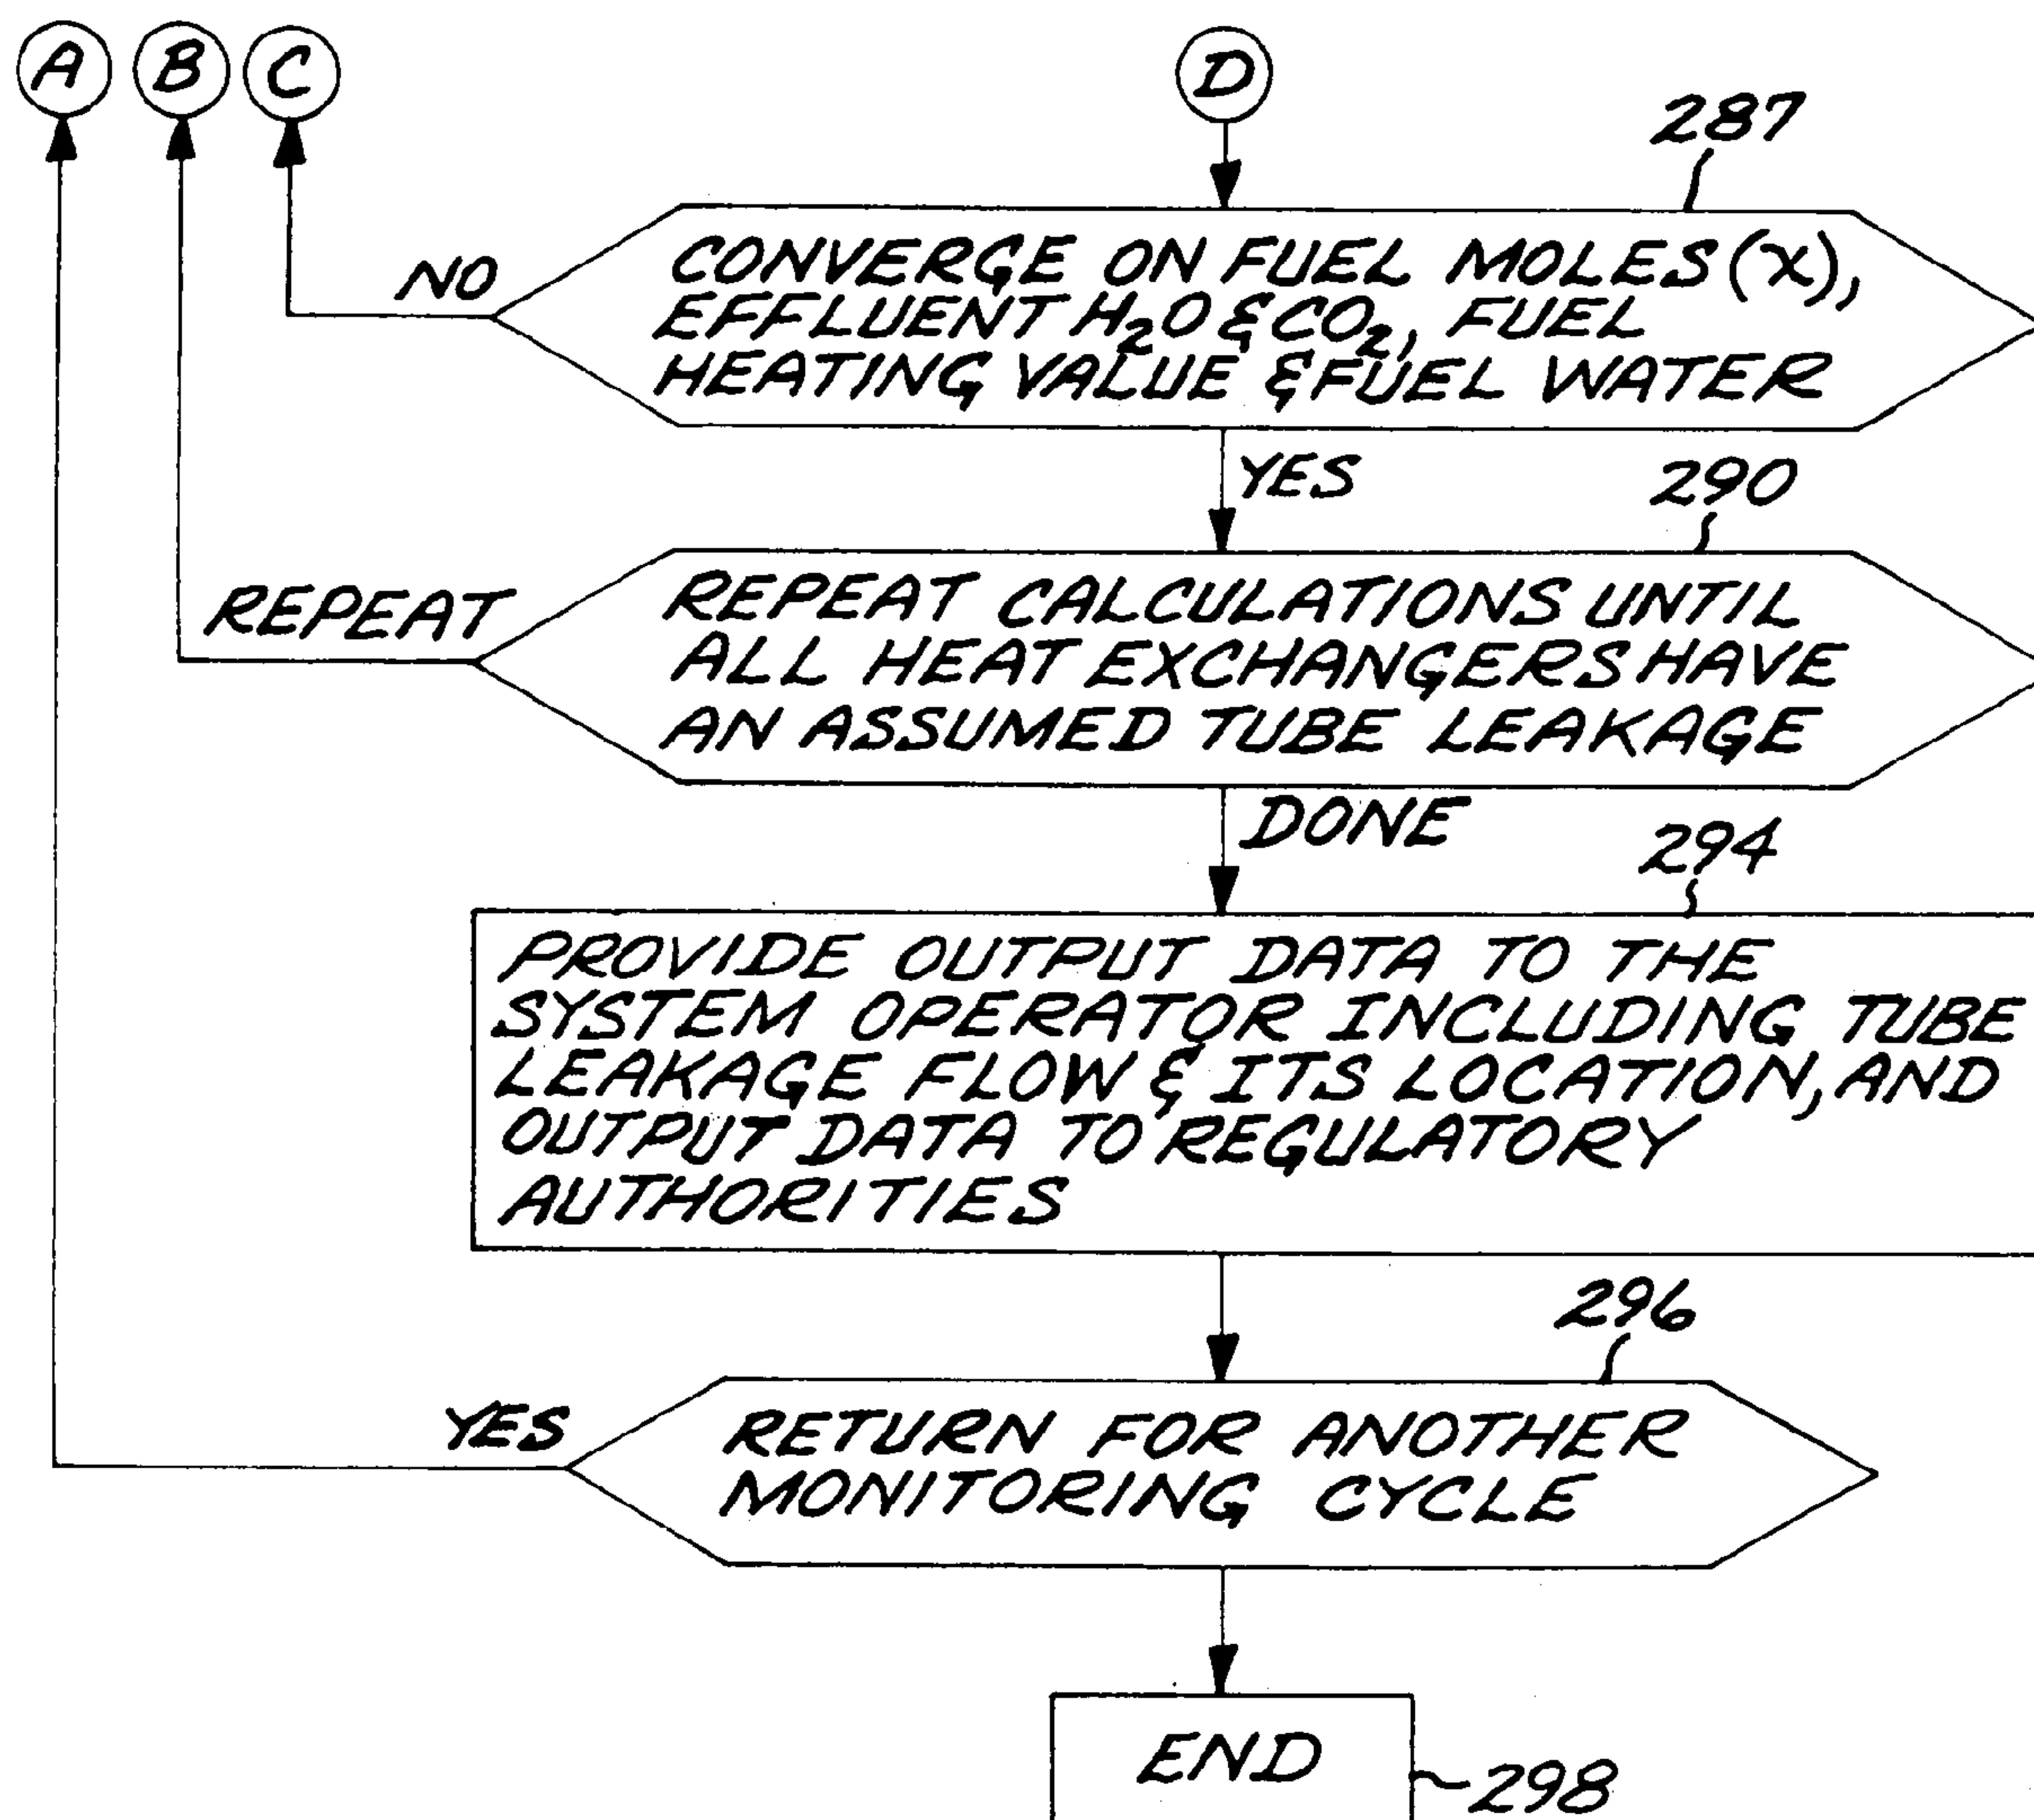 A B C D
287
NO
CONVERGE ON FUEL MOLES (x),
EFFLUENT H₂O & CO₂, FUEL
HEATING VALUE & FUEL WATER
YES
290
REPEAT
REPEAT CALCULATIONS UNTIL
ALL HEAT EXCHANGERS HAVE
AN ASSUMED TUBE LEAKAGE
DONE
294
PROVIDE OUTPUT DATA TO THE
SYSTEM OPERATOR INCLUDING TUBE
LEAKAGE FLOW & ITS LOCATION, AND
OUTPUT DATA TO REGULATORY
AUTHORITIES
296
YES
RETURN FOR ANOTHER
MONITORING CYCLE
END
298